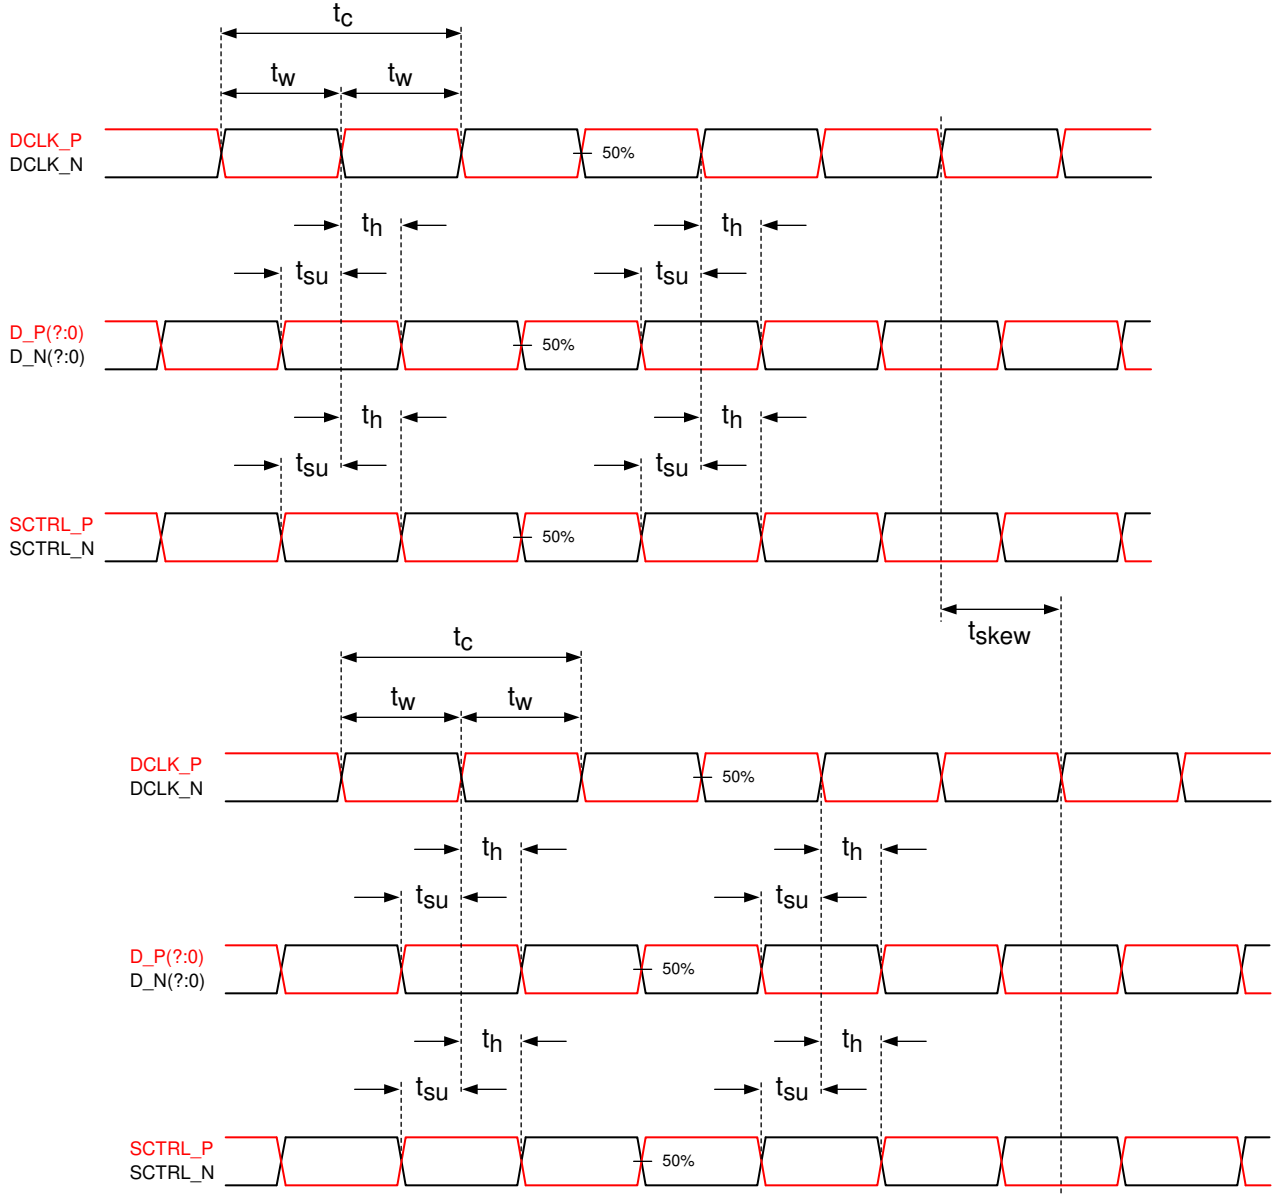 tc
tw tw
DCLK_P
DCLK_N
50%
th th
tsu tsu
D_P(?:0)
D_N(?:0)
50%
th th
tsu tsu
SCTRL_P
SCTRL_N
50%
tskew
tc
tw tw
DCLK_P
DCLK_N
50%
th th
tsu tsu
D_P(?:0)
D_N(?:0)
50%
th th
tsu tsu
SCTRL_P
SCTRL_N
50%